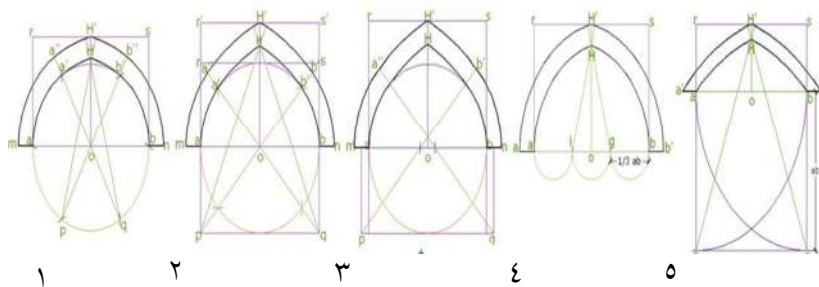 r H' s
a" b"
H
a' b'
m a b n
o
p q
١
r' H' s'
H
r s
a" b"
a' b'
m a b n
o
p q
٢
r H' s
H
a" b"
m a b n
o
p q
٣
r H' s
H
a a i o g b b'
1/3 ab
٤
H'
H
a' a o b
ab
٥